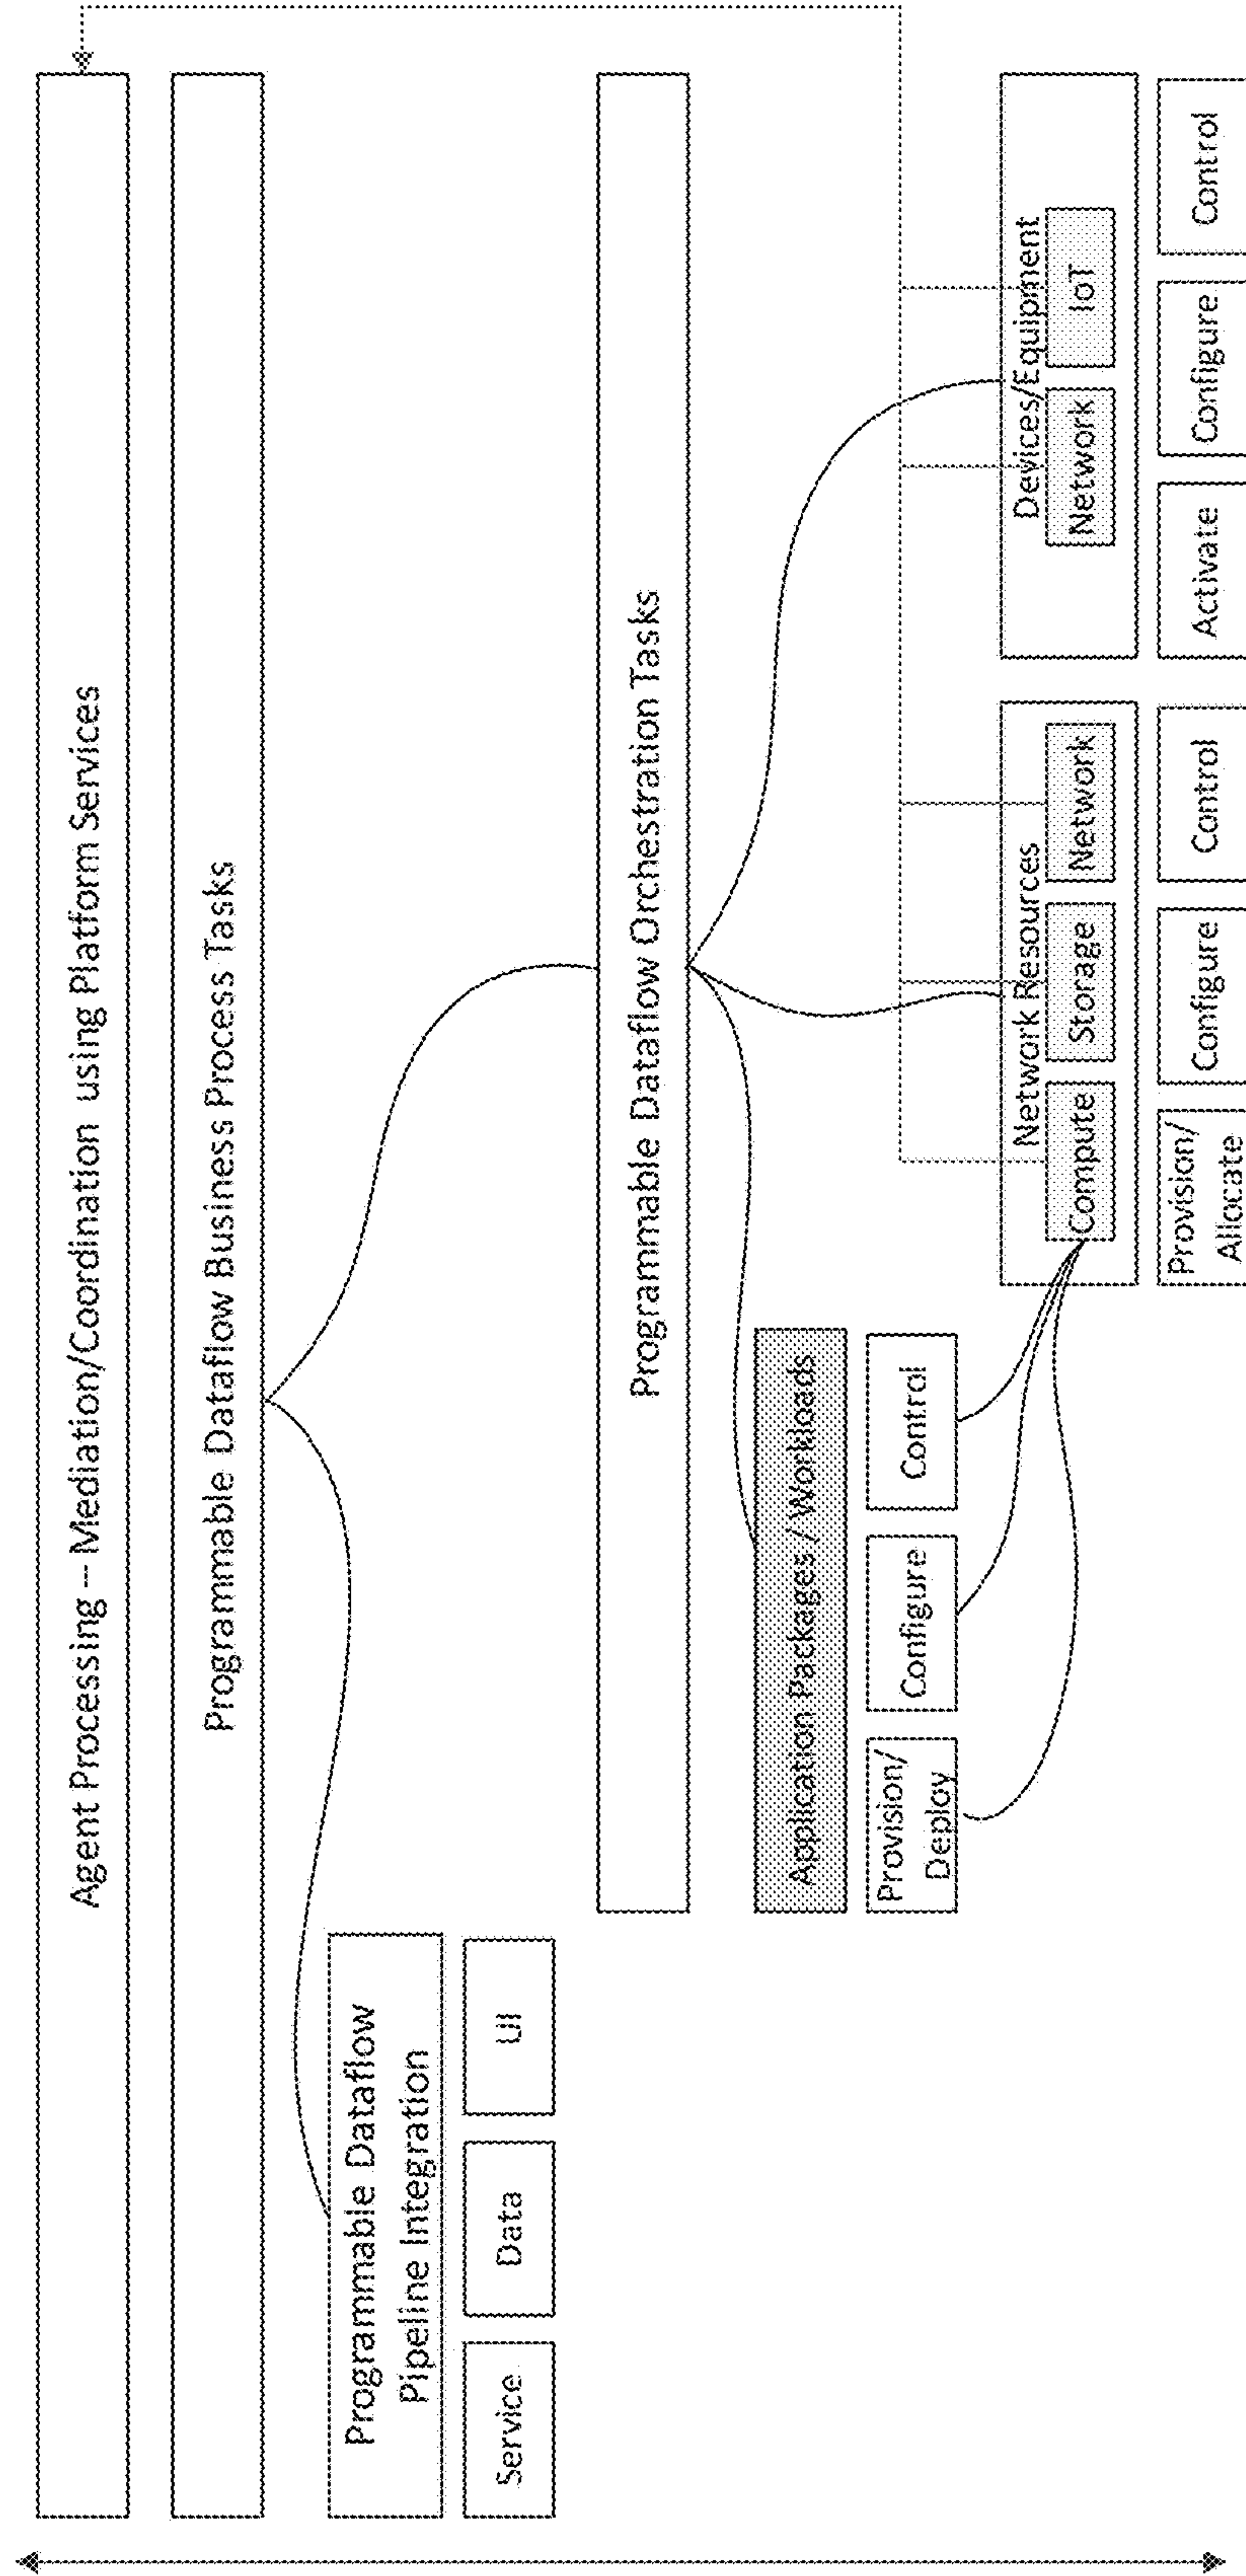 Agent Processing – Mediation/Coordination using Platform Services
Programmable Dataflow Business Process Tasks
Programmable Dataflow
Pipeline Integration
Service
Data
UI
Programmable Dataflow Orchestration Tasks
Application Packages / Workloads
Provision/
Deploy
Configure
Control
Network Resources
Compute
Storage
Network
Provision/
Allocate
Configure
Control
Devices/Equipment
Network
IoT
Activate
Configure
Control